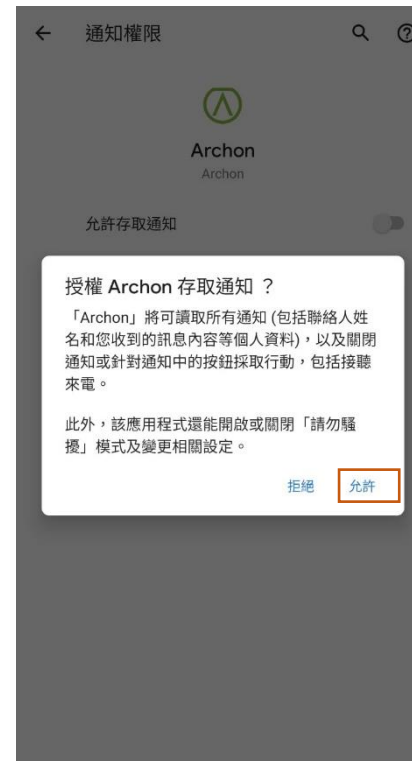 通知權限
Archon
Archon
允許存取通知
授權 Archon 存取通知 ？
「Archon」將可讀取所有通知 (包括聯絡人姓
名和您收到的訊息內容等個人資料)，以及關閉
通知或針對通知中的按鈕採取行動，包括接聽
來電。
此外，該應用程式還能開啟或關閉「請勿騷
擾」模式及變更相關設定。
拒絕 允許